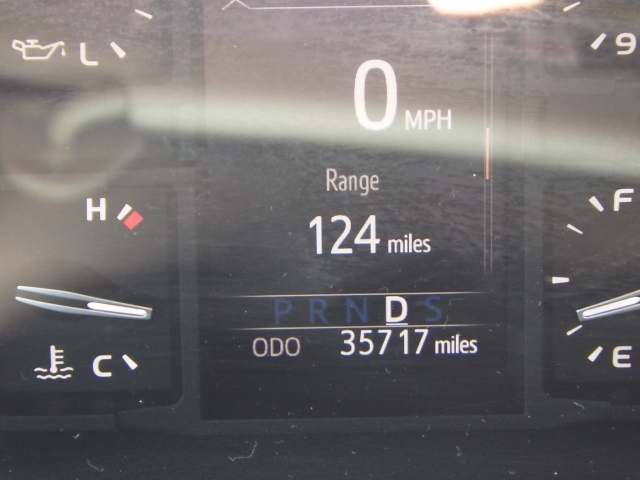 L
9
0 MPH
Range
H
F
124 miles
P R N D S
ODO 35717 miles
C
E